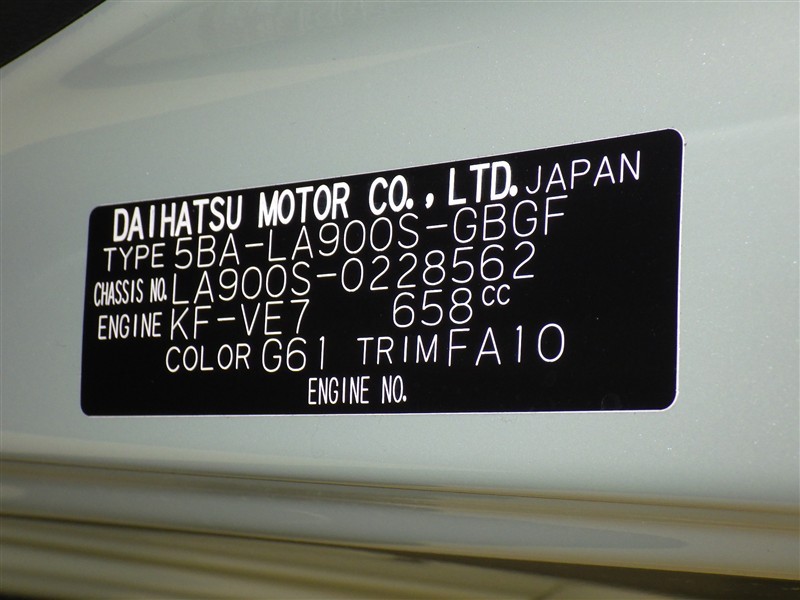 DAIHATSU MOTOR CO., LTD. JAPAN
TYPE 5BA-LA900S-GBGF
CHASSIS NO. LA900S-0228562
ENGINE KF-VE7 658cc
COLOR G61 TRIM FA10
ENGINE NO.